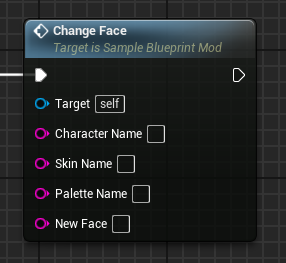 Change Face
Target is Sample Blueprint Mod
Target self
Character Name
Skin Name
Palette Name
New Face